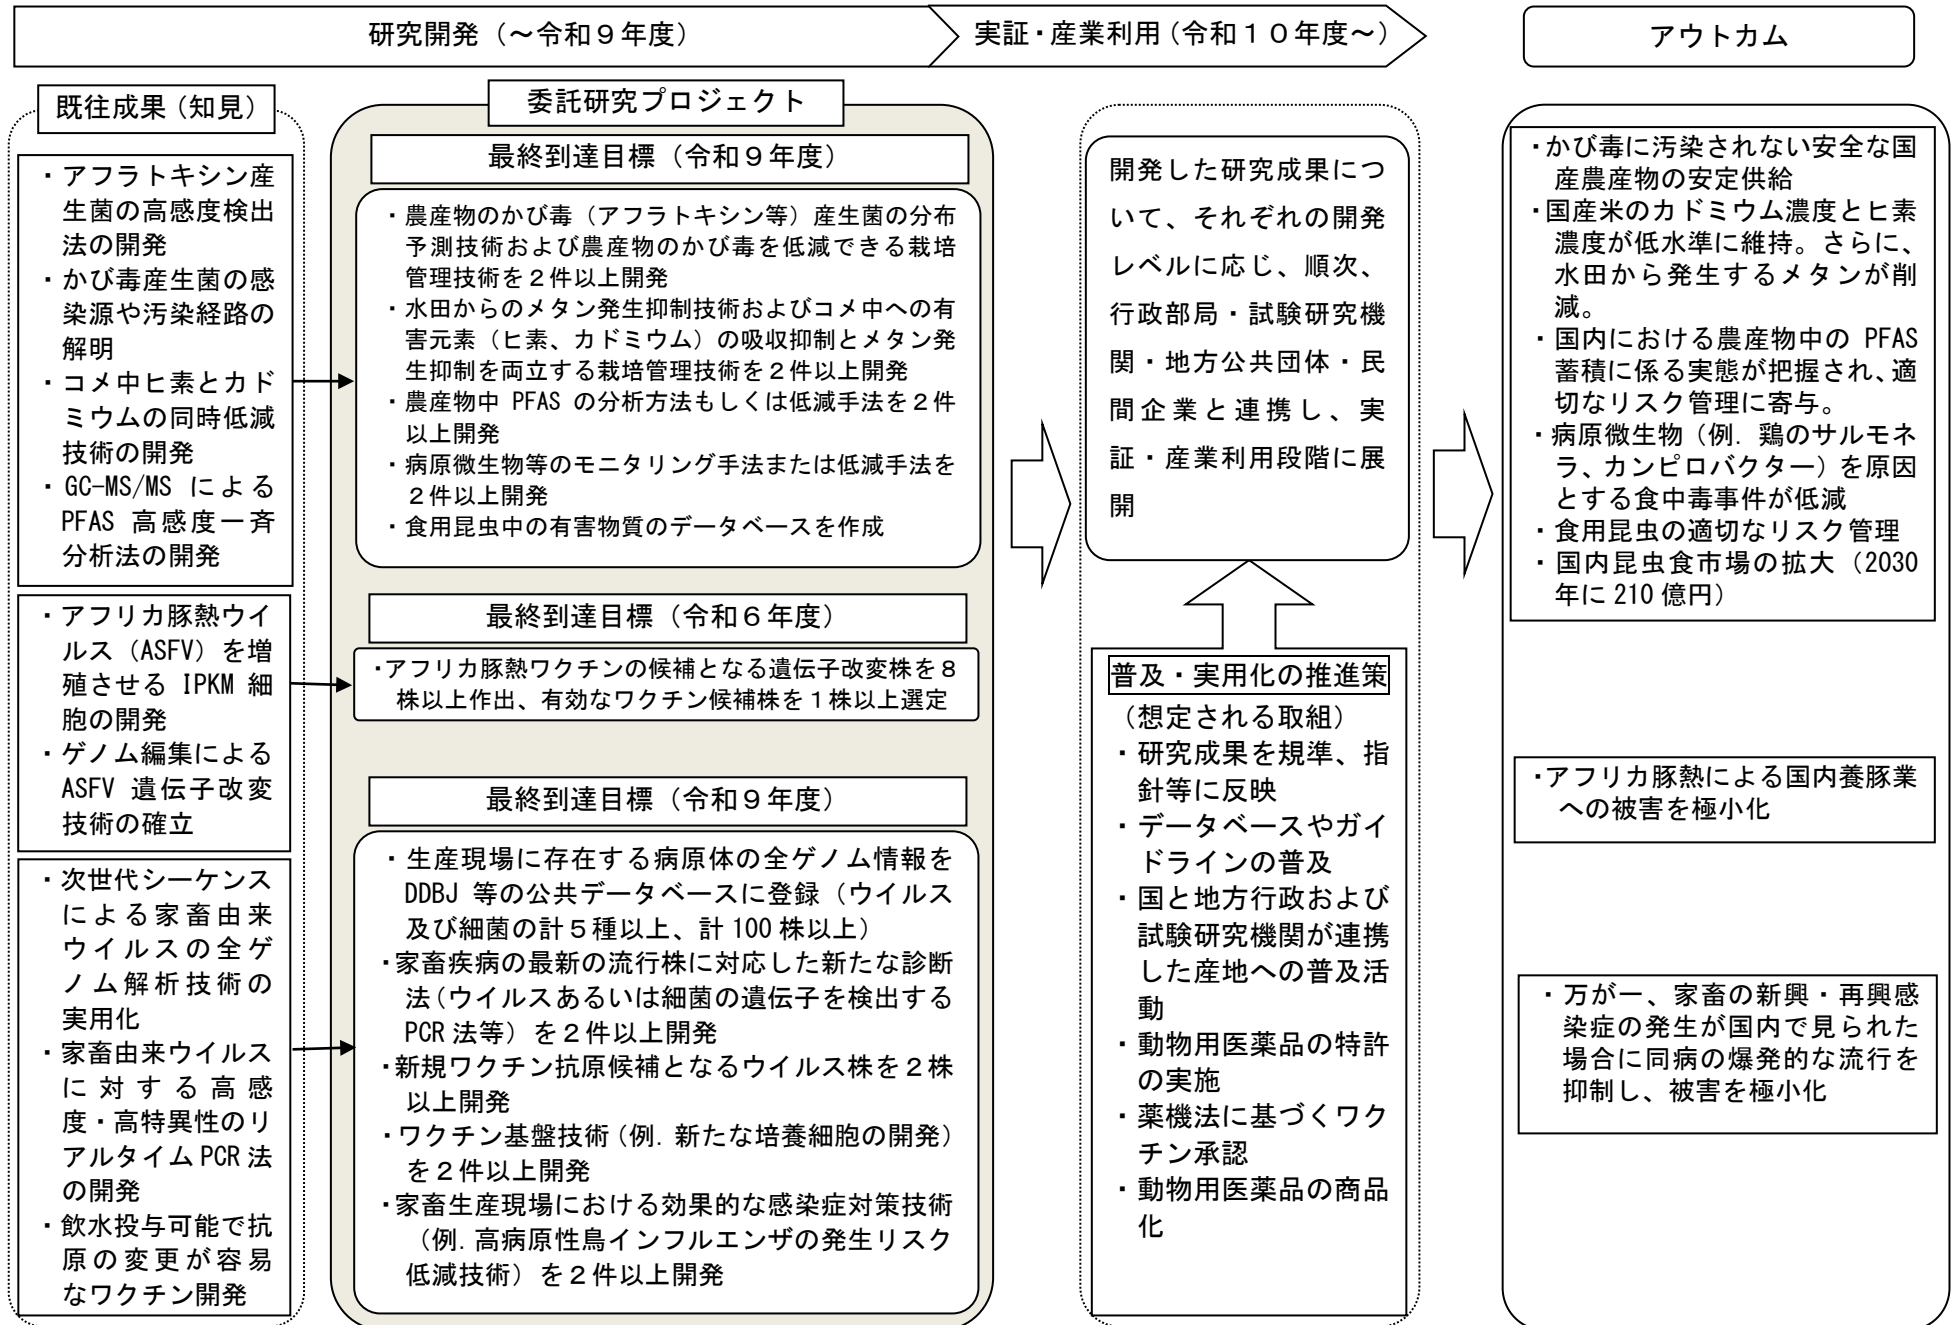 研究開発（～令和９年度）
実証・産業利用（令和１０年度～）
アウトカム
既往成果（知見）
・アフラトキシン産
生菌の高感度検出
法の開発
・かび毒産生菌の感
染源や汚染経路の
解明
・コメ中ヒ素とカド
ミウムの同時低減
技術の開発
・GC-MS/MS による
PFAS 高感度一斉
分析法の開発
・アフリカ豚熱ウイ
ルス（ASFV）を増
殖させる IPKM 細
胞の開発
・ゲノム編集による
ASFV 遺伝子改変
技術の確立
・次世代シーケンス
による家畜由来
ウイルスの全ゲ
ノム解析技術の
実用化
・家畜由来ウイルス
に対する高感
度・高特異性のリ
アルタイム PCR 法
の開発
・飲水投与可能で抗
原の変更が容易
なワクチン開発
委託研究プロジェクト
最終到達目標（令和９年度）
・農産物のかび毒（アフラトキシン等）産生菌の分布
予測技術および農産物のかび毒を低減できる栽培
管理技術を２件以上開発
・水田からのメタン発生抑制技術およびコメ中への有
害元素（ヒ素、カドミウム）の吸収抑制とメタン発
生抑制を両立する栽培管理技術を２件以上開発
・農産物中 PFAS の分析方法もしくは低減手法を２件
以上開発
・病原微生物等のモニタリング手法または低減手法を
２件以上開発
・食用昆虫中の有害物質のデータベースを作成
最終到達目標（令和６年度）
・アフリカ豚熱ワクチンの候補となる遺伝子改変株を８
株以上作出、有効なワクチン候補株を１株以上選定
最終到達目標（令和９年度）
・生産現場に存在する病原体の全ゲノム情報を
DDBJ 等の公共データベースに登録（ウイルス
及び細菌の計５種以上、計 100 株以上）
・家畜疾病の最新の流行株に対応した新たな診断
法（ウイルスあるいは細菌の遺伝子を検出する
PCR 法等）を２件以上開発
・新規ワクチン抗原候補となるウイルス株を２株
以上開発
・ワクチン基盤技術（例. 新たな培養細胞の開発）
を２件以上開発
・家畜生産現場における効果的な感染症対策技術
（例. 高病原性鳥インフルエンザの発生リスク
低減技術）を２件以上開発
開発した研究成果につ
いて、それぞれの開発
レベルに応じ、順次、
行政部局・試験研究機
関・地方公共団体・民
間企業と連携し、実
証・産業利用段階に展
開
普及・実用化の推進策
（想定される取組）
・研究成果を規準、指
針等に反映
・データベースやガイ
ドラインの普及
・国と地方行政および
試験研究機関が連携
した産地への普及活
動
・動物用医薬品の特許
の実施
・薬機法に基づくワク
チン承認
・動物用医薬品の商品
化
・かび毒に汚染されない安全な国
産農産物の安定供給
・国産米のカドミウム濃度とヒ素
濃度が低水準に維持。さらに、
水田から発生するメタンが削
減。
・国内における農産物中の PFAS
蓄積に係る実態が把握され、適
切なリスク管理に寄与。
・病原微生物（例. 鶏のサルモネ
ラ、カンピロバクター）を原因
とする食中毒事件が低減
・食用昆虫の適切なリスク管理
・国内昆虫食市場の拡大（2030
年に 210 億円）
・アフリカ豚熱による国内養豚業
への被害を極小化
・万が一、家畜の新興・再興感
染症の発生が国内で見られた
場合に同病の爆発的な流行を
抑制し、被害を極小化